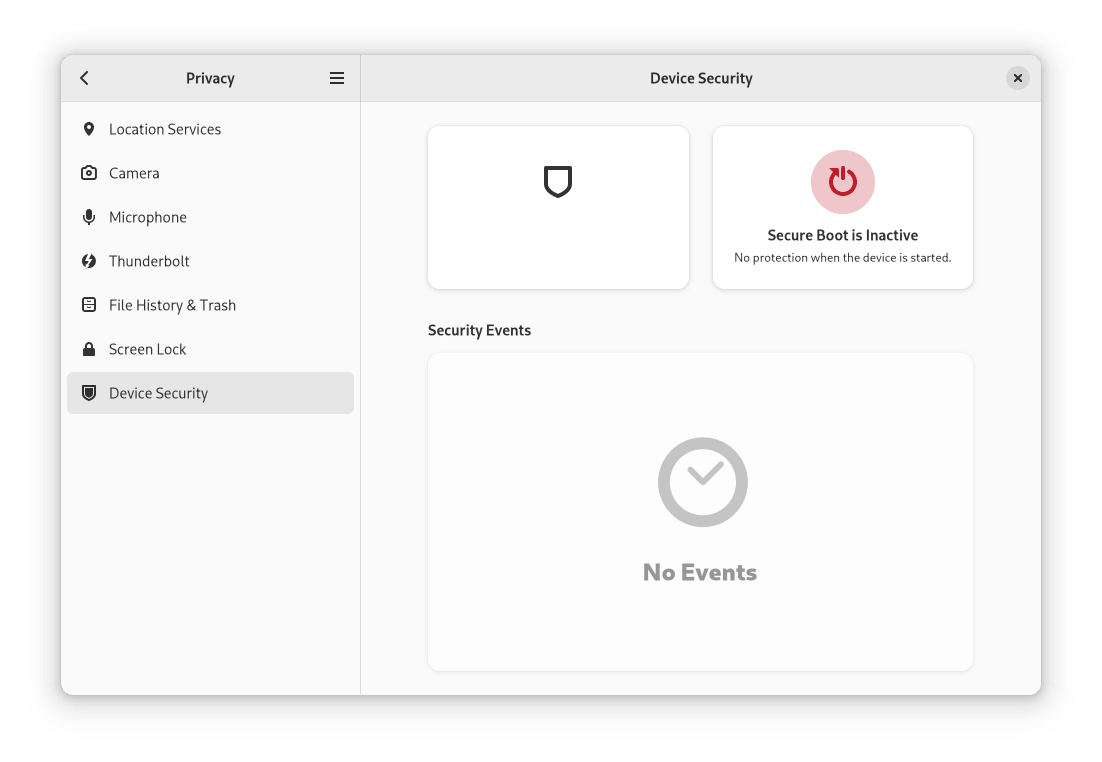 Privacy
Location Services
Camera
Microphone
Thunderbolt
File History & Trash
Screen Lock
Device Security
Device Security
Secure Boot is Inactive
No protection when the device is started.
Security Events
No Events